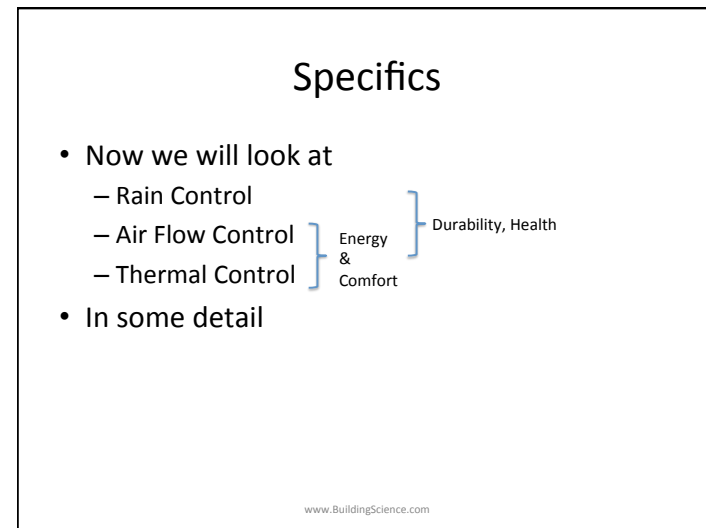 Specifics
• Now we will look at
– Rain Control
– Air Flow Control
– Thermal Control
Energy
&
Comfort
Durability, Health
• In some detail
www.BuildingScience.com